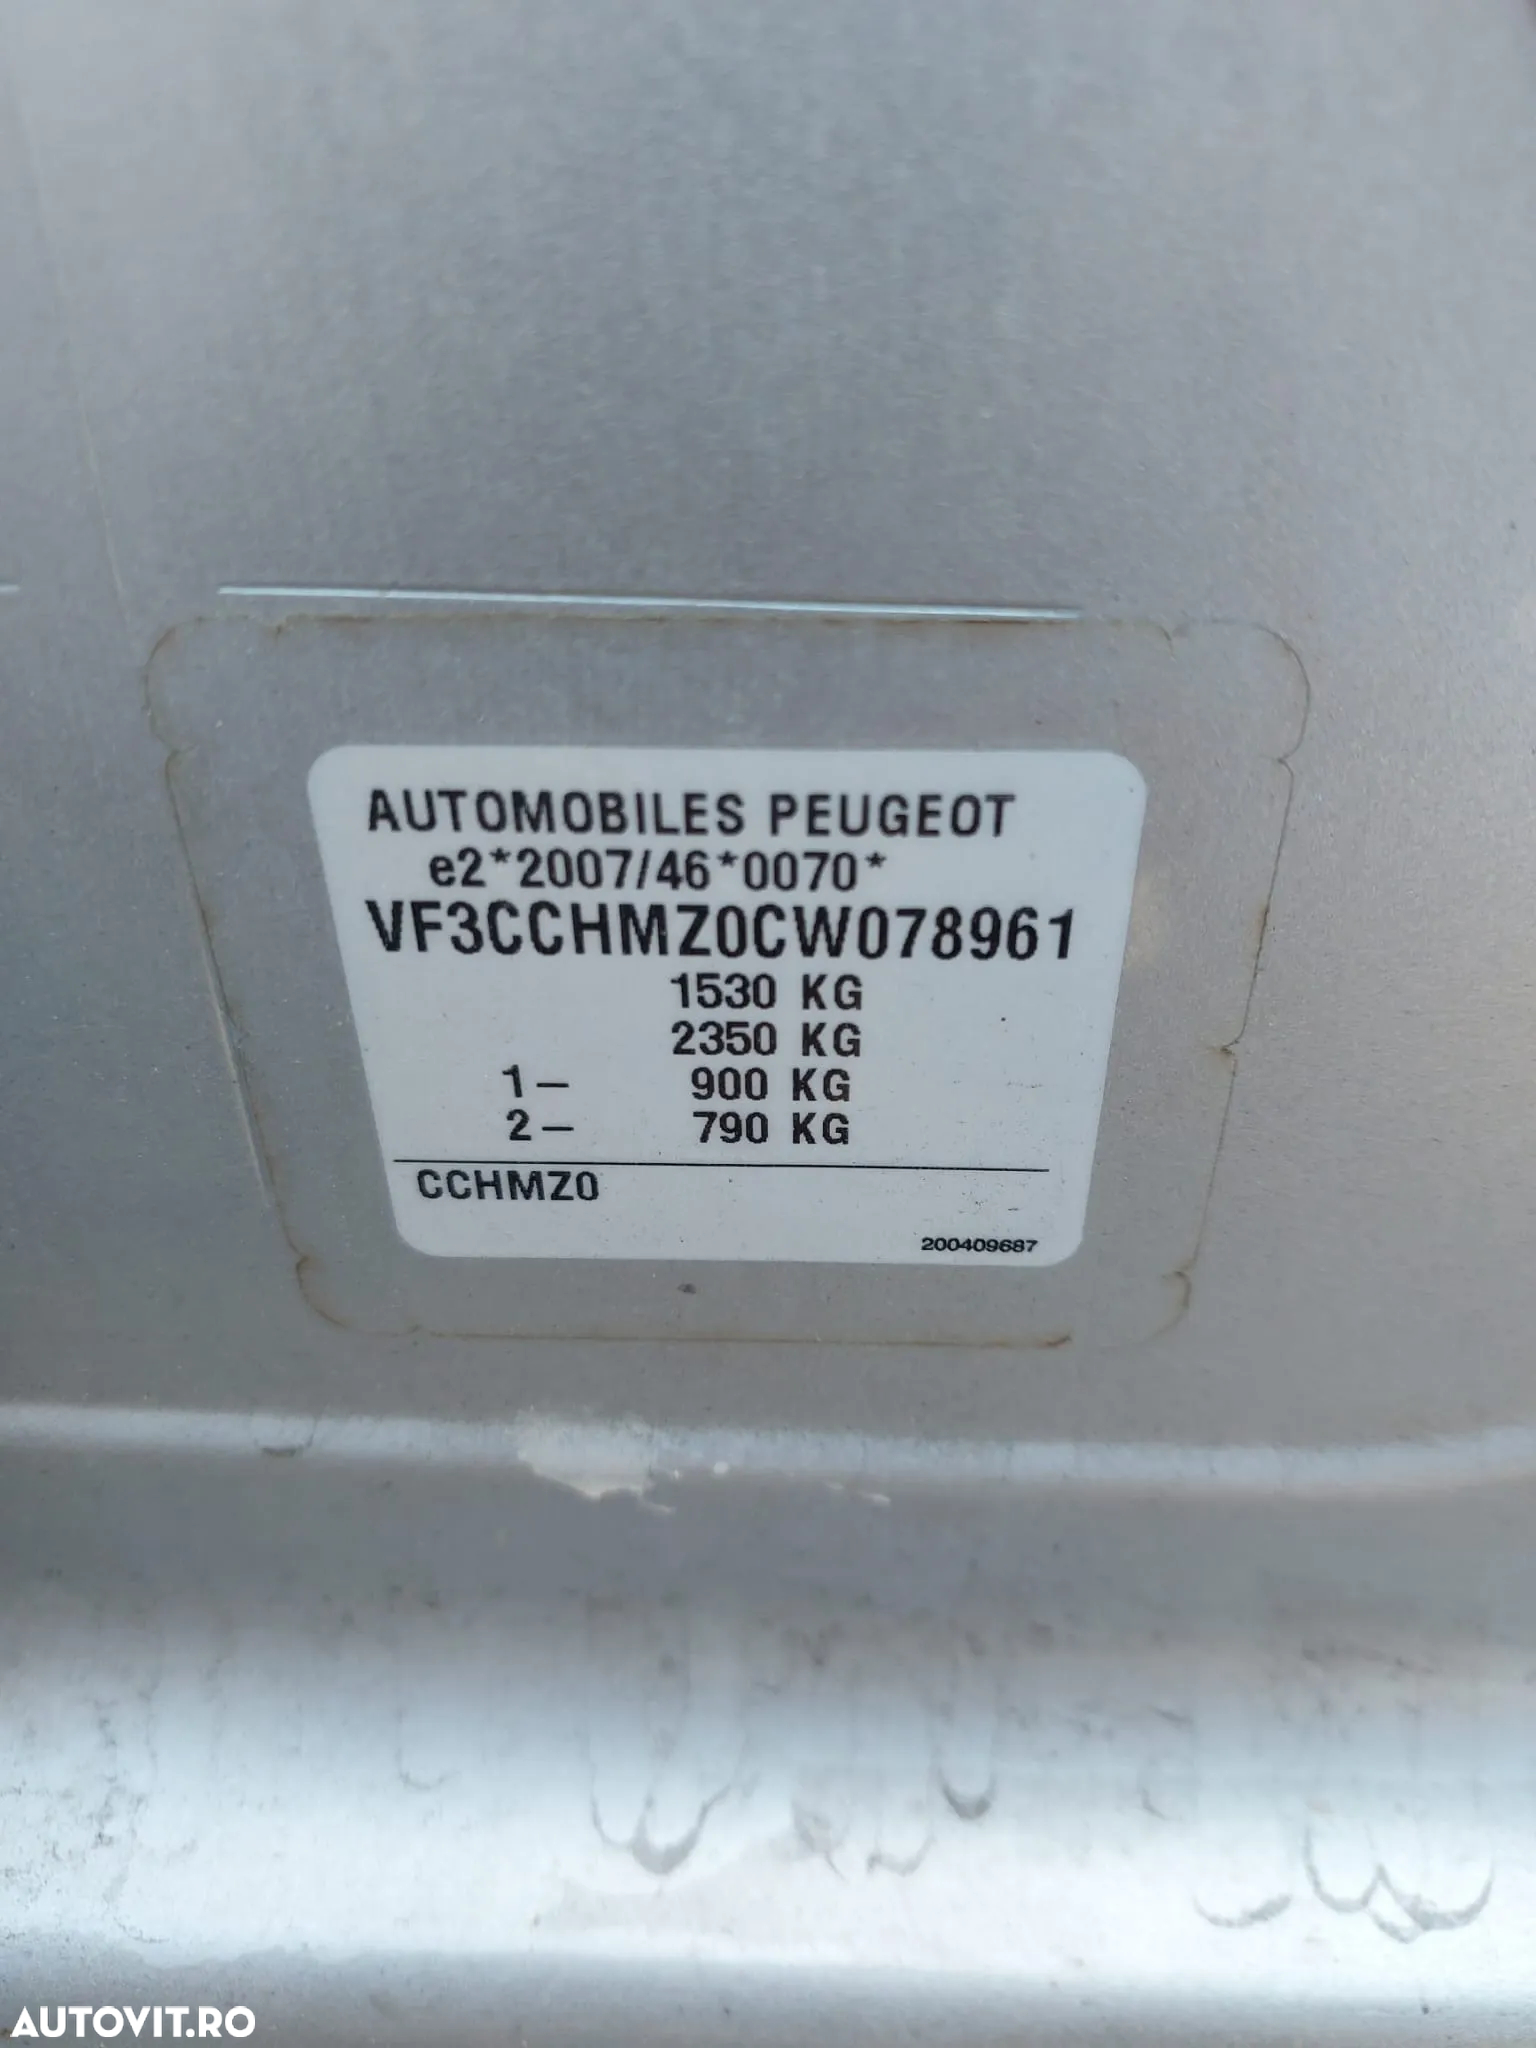 AUTOMOBILES PEUGEOT
e2*2007/46*0070*
VF3CCHMZ0CW078961
1530 KG
2350 KG
1– 900 KG
2– 790 KG
CCHMZ0
200409687
AUTOVIT.RO